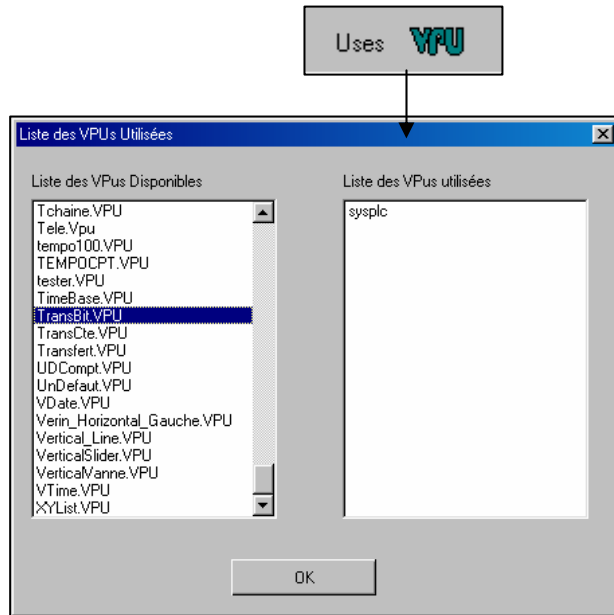 Uses VPU
Liste des VPUs Utilisées
Liste des VPus Disponibles
Tchaine.VPU
Tele.Vpu
tempo100.VPU
TEMPOCPT.VPU
tester.VPU
TimeBase.VPU
TransBit.VPU
TransCte.VPU
Transfert.VPU
UDCompt.VPU
UnDefaut.VPU
VDate.VPU
Verin_Horizontal_Gauche.VPU
Vertical_Line.VPU
VerticalSlider.VPU
VerticalVanne.VPU
VTime.VPU
XYList.VPU
Liste des VPus utilisées
sysplc
OK